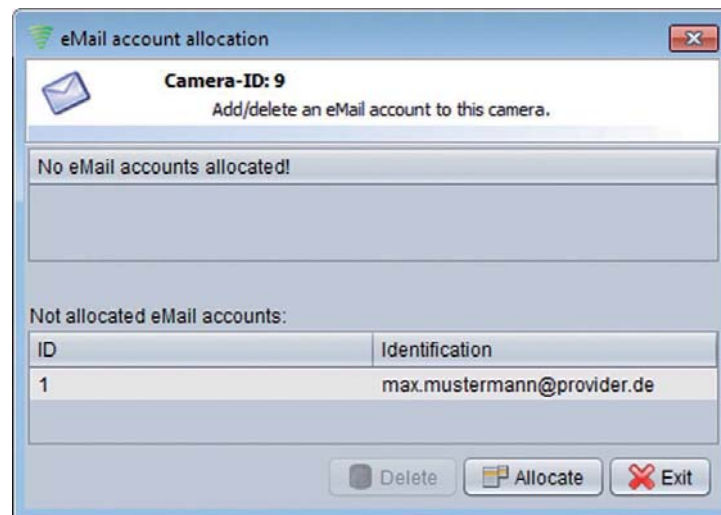 eMail account allocation
Camera-ID: 9
Add/delete an eMail account to this camera.
No eMail accounts allocated!
Not allocated eMail accounts:
ID Identification
1 max.mustermann@provider.de
Delete Allocate Exit